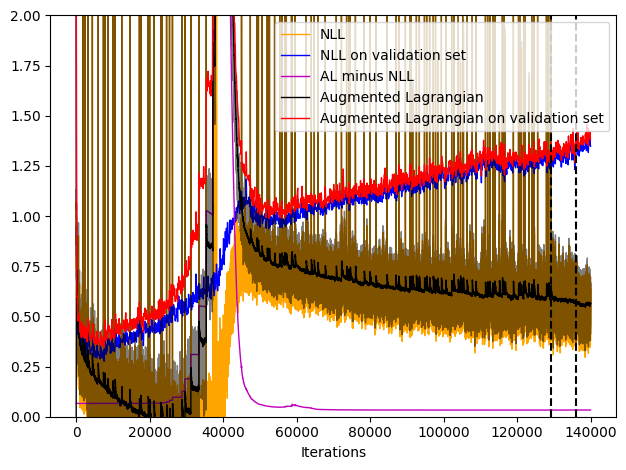 2.00
1.75
1.50
1.25
1.00
0.75
0.50
0.25
0.00
NLL
NLL on validation set
AL minus NLL
Augmented Lagrangian
Augmented Lagrangian on validation set
0 20000 40000 60000 80000 100000 120000 140000
Iterations